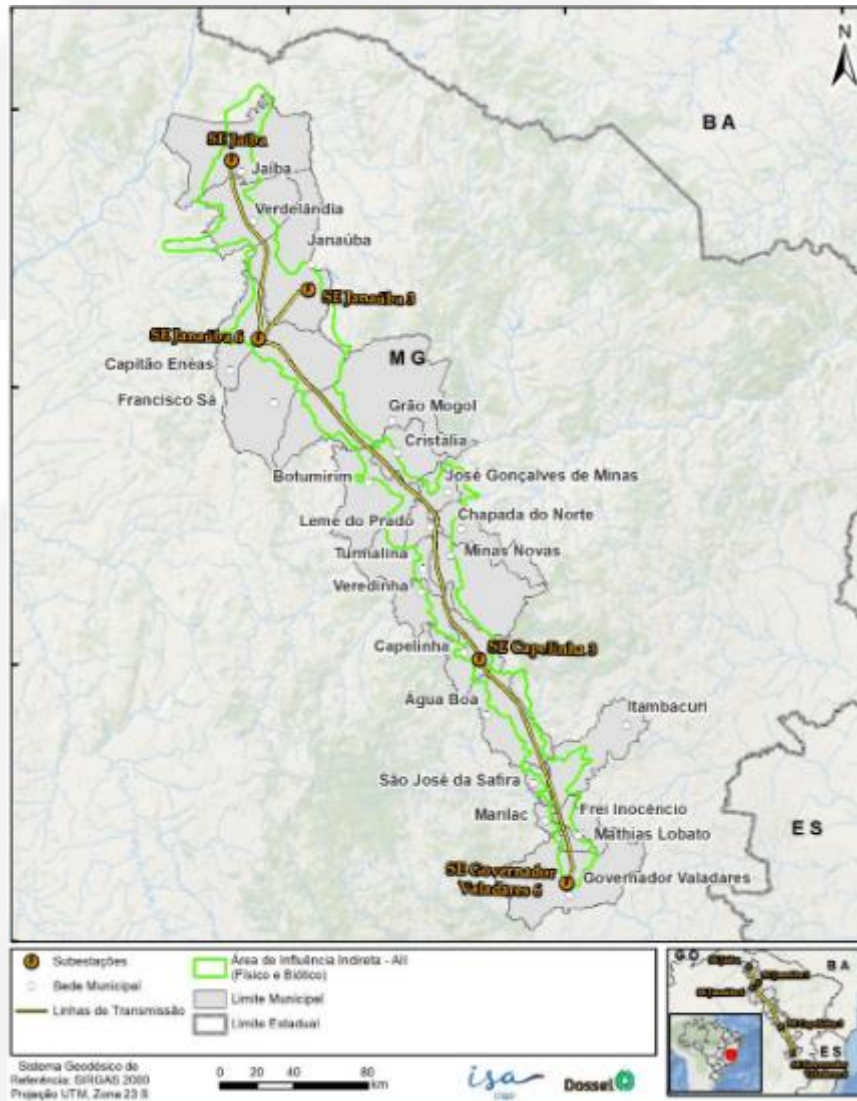 N
BA
SE Jaíba
Jaíba
Verdelândia
Janaúba
SE Janaúba 3
SE Janaúba 6
MG
Capitão Enéas
Francisco Sá
Grão Mogol
Cristália
Botumirim
José Gonçalves de Minas
Leme do Prado
Chapada do Norte
Turmalina
Minas Novas
Veredinha
Capelinha
SE Capelinha 3
Água Boa
Itambacuri
São José da Safira
ES
Marilac
Frei Inocêncio
Mathias Lobato
SE Governador
Valadares 6
Governador Valadares
Subestações
Sede Municipal
Linhas de Transmissão
Área de Influência Indireta - AII
(Físico e Biótico)
Limite Municipal
Limite Estadual
GO
BA
SE Jaíba
ES
Sistema Geodésico de
Referência: SIRGAS 2000
Projeção UTM, Zona 23 S
0 20 40 80
km
isa
Dossel